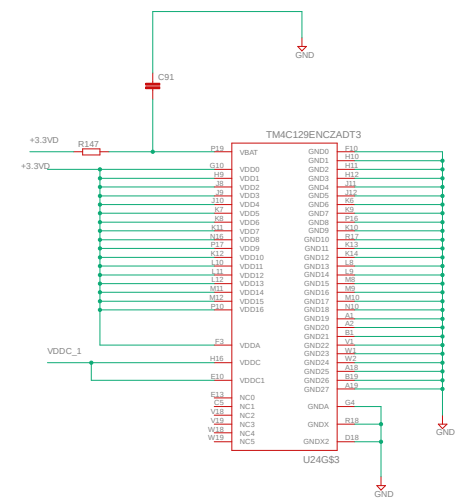 C91
GND
TM4C129ENCZADT3
+3.3VD
R147
P19 VBAT GND0 F10
GND1 H10
+3.3VD
G10 VDD0 GND2 H11
H9 VDD1 GND3 H12
J8 VDD2 GND4 J11
J9 VDD3 GND5 J12
J10 VDD4 GND6 K6
K7 VDD5 GND7 K9
K8 VDD6 GND8 P16
K11 VDD7 GND9 K10
N16 VDD8 GND10 R17
P17 VDD9 GND11 K13
K12 VDD10 GND12 K14
L10 VDD11 GND13 L8
L11 VDD12 GND14 L9
L12 VDD13 GND15 M8
M11 VDD14 GND16 M9
M12 VDD15 GND17 M10
P10 VDD16 GND18 N10
GND19 A1
GND20 A2
GND21 B1
F3 VDDA GND22 V1
VDDC_1
GND23 W1
H16 VDDC GND24 W2
GND25 A18
E10 VDDC1 GND26 B19
GND27 A19
E13 NC0
C5 NC1 GNDA G4
V18 NC2
V19 NC3 GNDX R18
W18 NC4
W19 NC5 GNDX2 D18
GND
U24G$3
GND